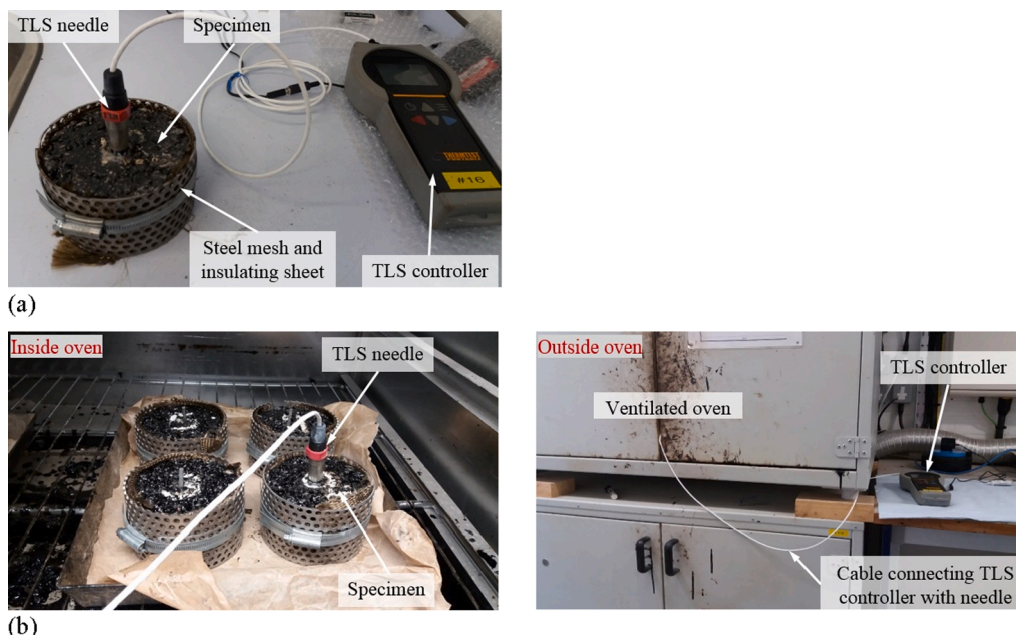 TLS needle
Specimen
#16
Steel mesh and
insulating sheet
TLS controller
(a)
Inside oven
TLS needle
Specimen
Outside oven
TLS controller
Ventilated oven
Cable connecting TLS
controller with needle
(b)